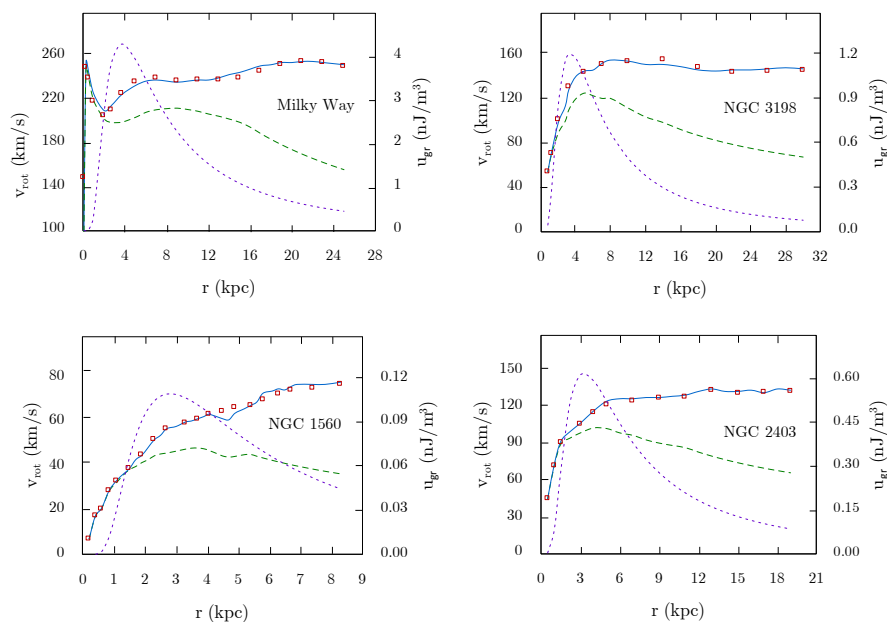 260
220
180
140
100
v_rot (km/s)
4
3
2
1
0
u_gr (nJ/m³)
Milky Way
0 4 8 12 16 20 24 28
r (kpc)
160
120
80
40
0
v_rot (km/s)
1.2
0.9
0.6
0.3
0.0
u_gr (nJ/m³)
NGC 3198
0 4 8 12 16 20 24 28 32
r (kpc)
80
60
40
20
0
v_rot (km/s)
0.12
0.09
0.06
0.03
0.00
u_gr (nJ/m³)
NGC 1560
0 1 2 3 4 5 6 7 8 9
r (kpc)
150
120
90
60
30
0
v_rot (km/s)
0.60
0.45
0.30
0.15
0.00
u_gr (nJ/m³)
NGC 2403
0 3 6 9 12 15 18 21
r (kpc)